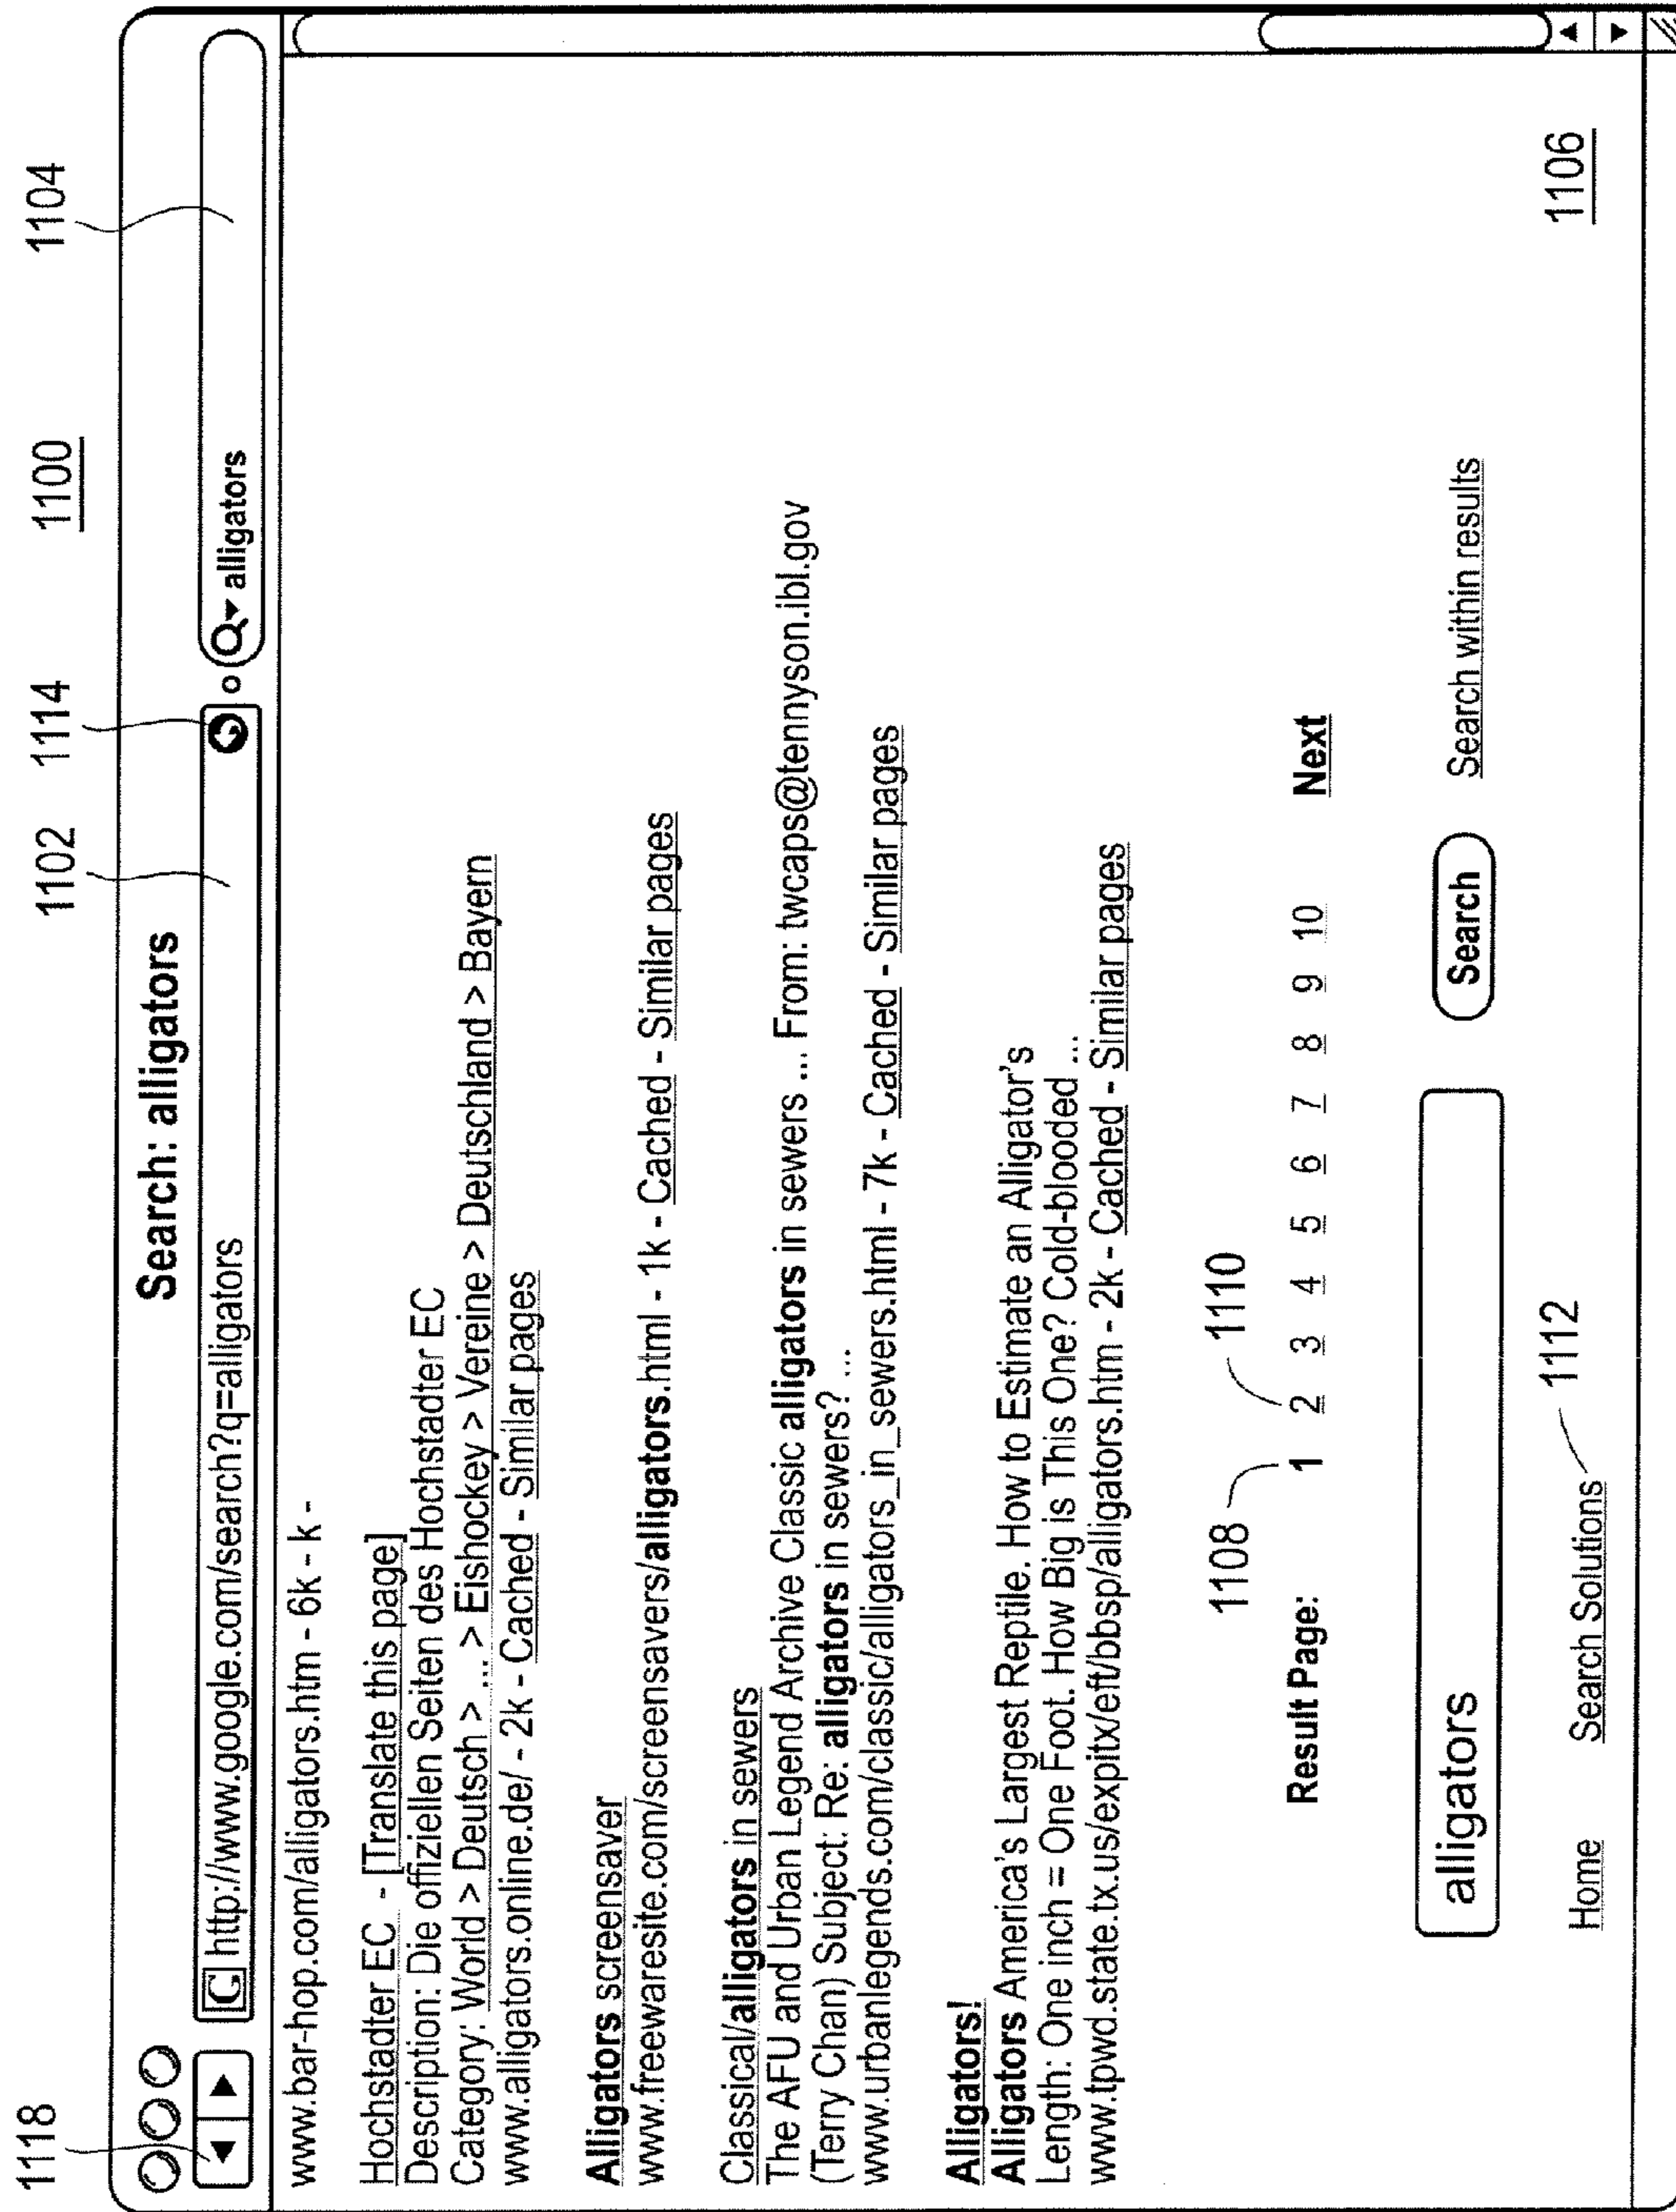 1118 1102 1114 1100 1104
Search: alligators
G http://www.google.com/search?q=alligators alligators
www.bar-hop.com/alligators.htm - 6k - k -
Hochstadter EC - [Translate this page]
Description: Die offiziellen Seiten des Hochstadter EC
Category: World > Deutsch > ... > Eishockey > Vereine > Deutschland > Bayern
www.alligators.online.de/ - 2k - Cached - Similar pages
Alligators screensaver
www.freewaresite.com/screensavers/alligators.html - 1k - Cached - Similar pages
Classical/alligators in sewers
The AFU and Urban Legend Archive Classic alligators in sewers ... From: twcaps@tennyson.ibl.gov
(Terry Chan) Subject: Re: alligators in sewers? ...
www.urbanlegends.com/classic/alligators_in_sewers.html - 7k - Cached - Similar pages
Alligators!
Alligators America's Largest Reptile. How to Estimate an Alligator's
Length: One inch = One Foot. How Big is This One? Cold-blooded ...
www.tpwd.state.tx.us/expitx/eft/bbsp/alligators.htm - 2k - Cached - Similar pages
1108 1110
Result Page: 1 2 3 4 5 6 7 8 9 10 Next
alligators Search Search within results
1112
Home Search Solutions 1106